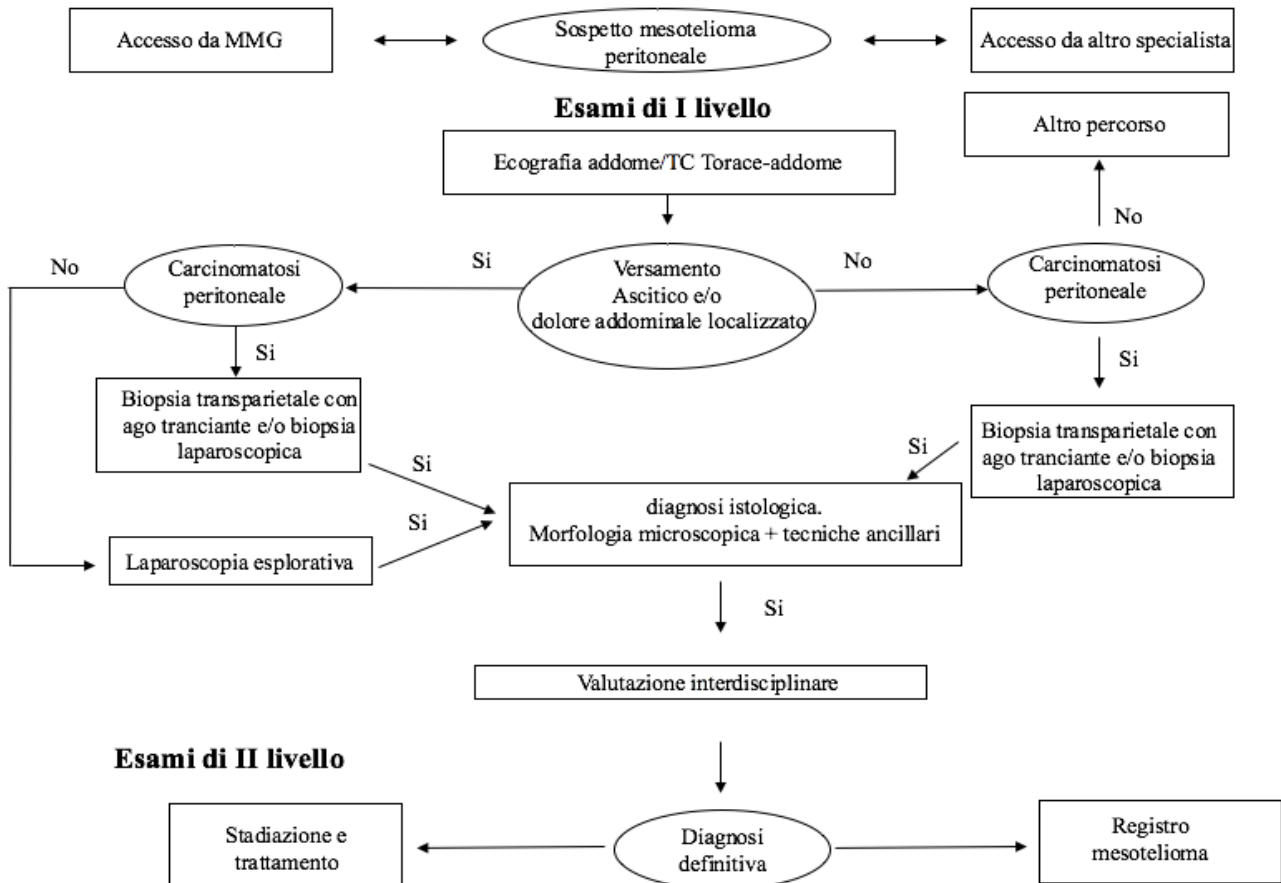 Accesso da MMG
Sospetto mesotelioma
peritoneale
Accesso da altro specialista
Esami di I livello
Altro percorso
Ecografia addome/TC Torace-addome
No
No
Carcinomatosi
peritoneale
Si
Versamento
Ascitico e/o
dolore addominale localizzato
No
Carcinomatosi
peritoneale
Si
Si
Biopsia transparietale con
ago tranciante e/o biopsia
laparoscopica
Si
Si
Biopsia transparietale con
ago tranciante e/o biopsia
laparoscopica
diagnosi istologica.
Morfologia microscopica + tecniche ancillari
Si
Laparoscopia esplorativa
Si
Valutazione interdisciplinare
Esami di II livello
Stadiazione e
trattamento
Diagnosi
definitiva
Registro
mesotelioma